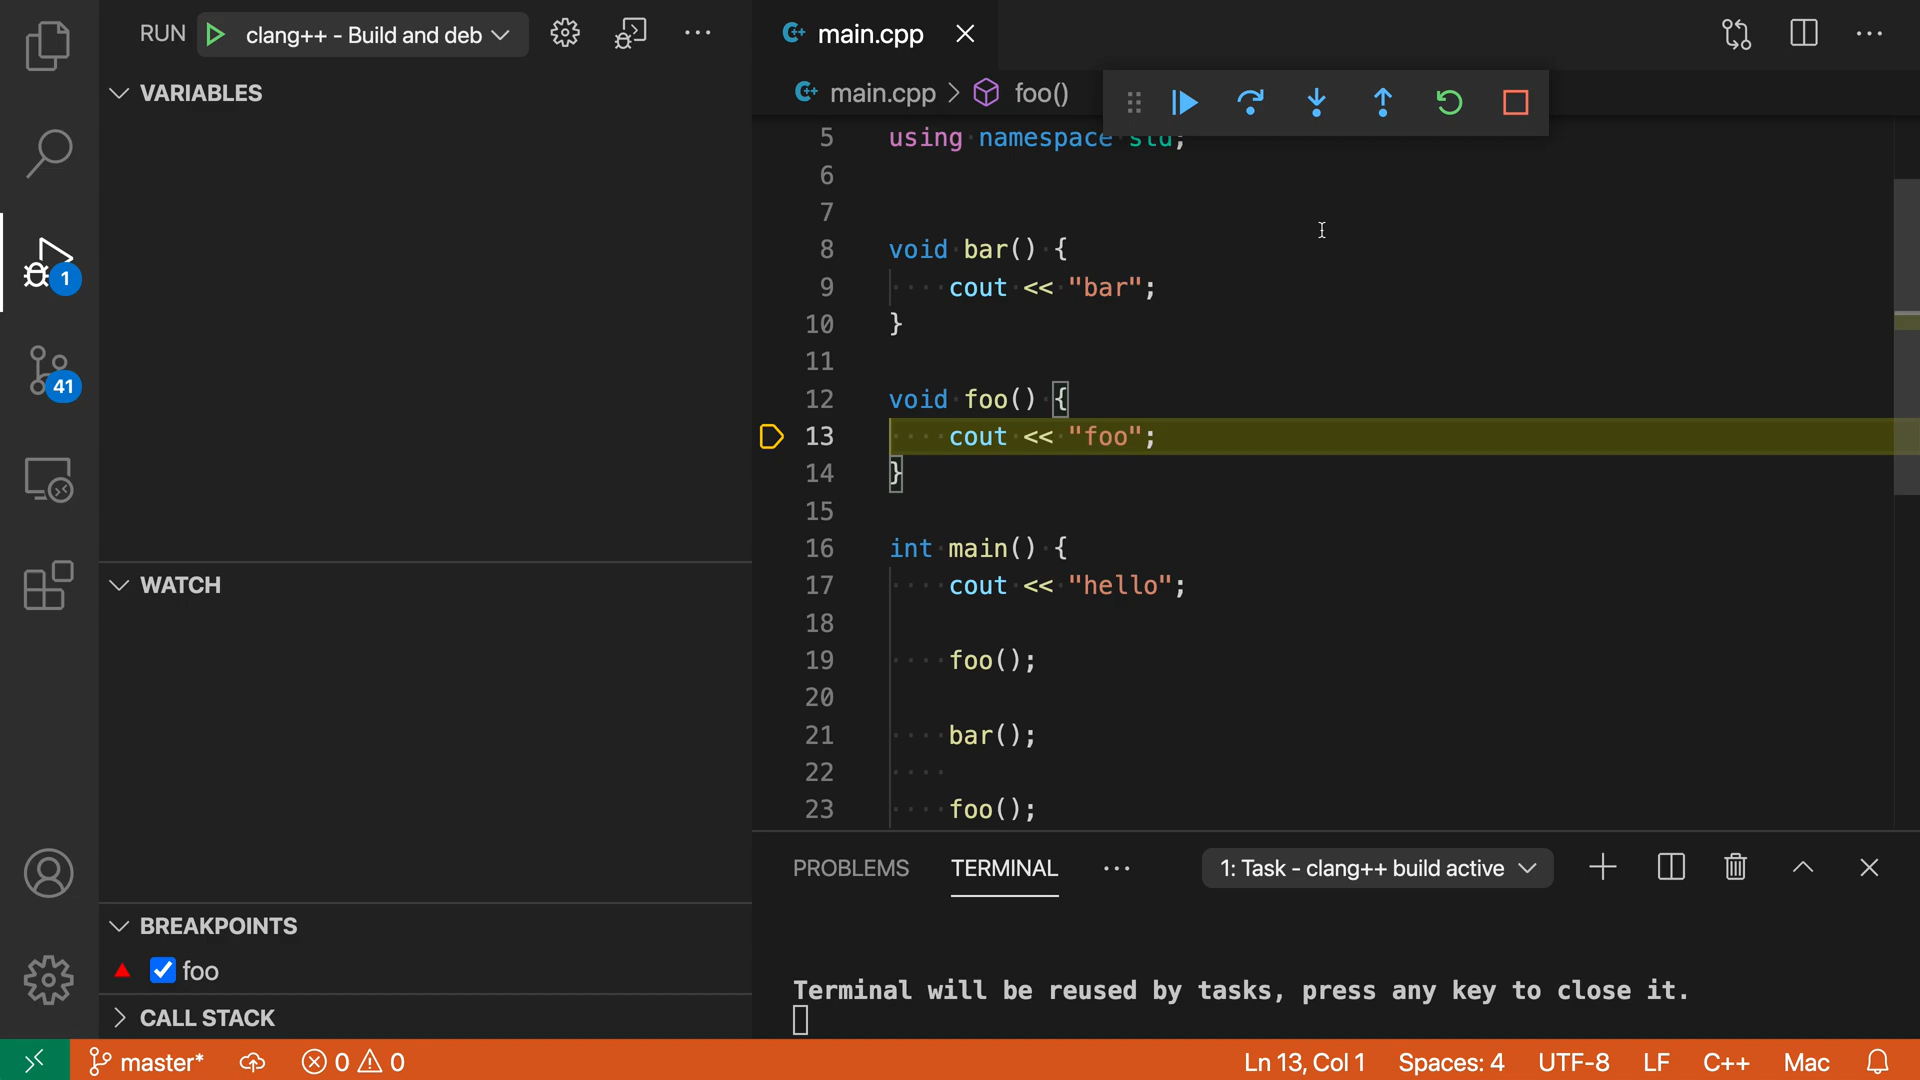 RUN clang++ - Build and deb
VARIABLES
WATCH
BREAKPOINTS
foo
CALL STACK
1
41
main.cpp
main.cpp > foo()
5 using namespace std;
6
7
8 void bar() {
9 cout << "bar";
10 }
11
12 void foo() {
13 cout << "foo";
14 }
15
16 int main() {
17 cout << "hello";
18
19 foo();
20
21 bar();
22
23 foo();
PROBLEMS TERMINAL 1: Task - clang++ build active
Terminal will be reused by tasks, press any key to close it.
master* 0 0 Ln 13, Col 1 Spaces: 4 UTF-8 LF C++ Mac